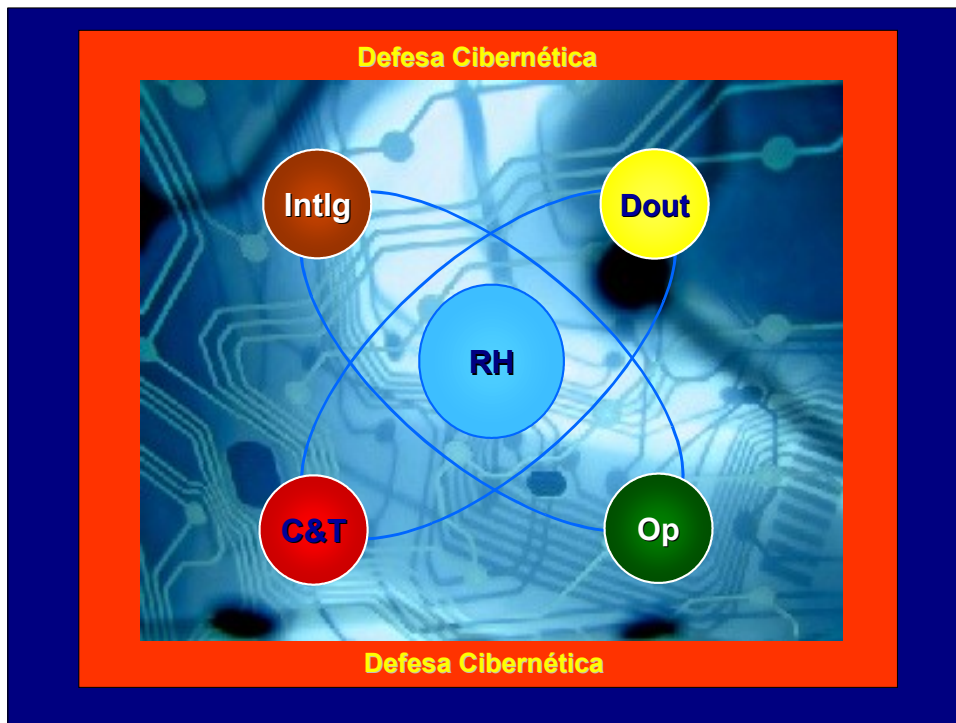 Defesa Cibernética
Intlg
Dout
RH
C&T
Op
Defesa Cibernética